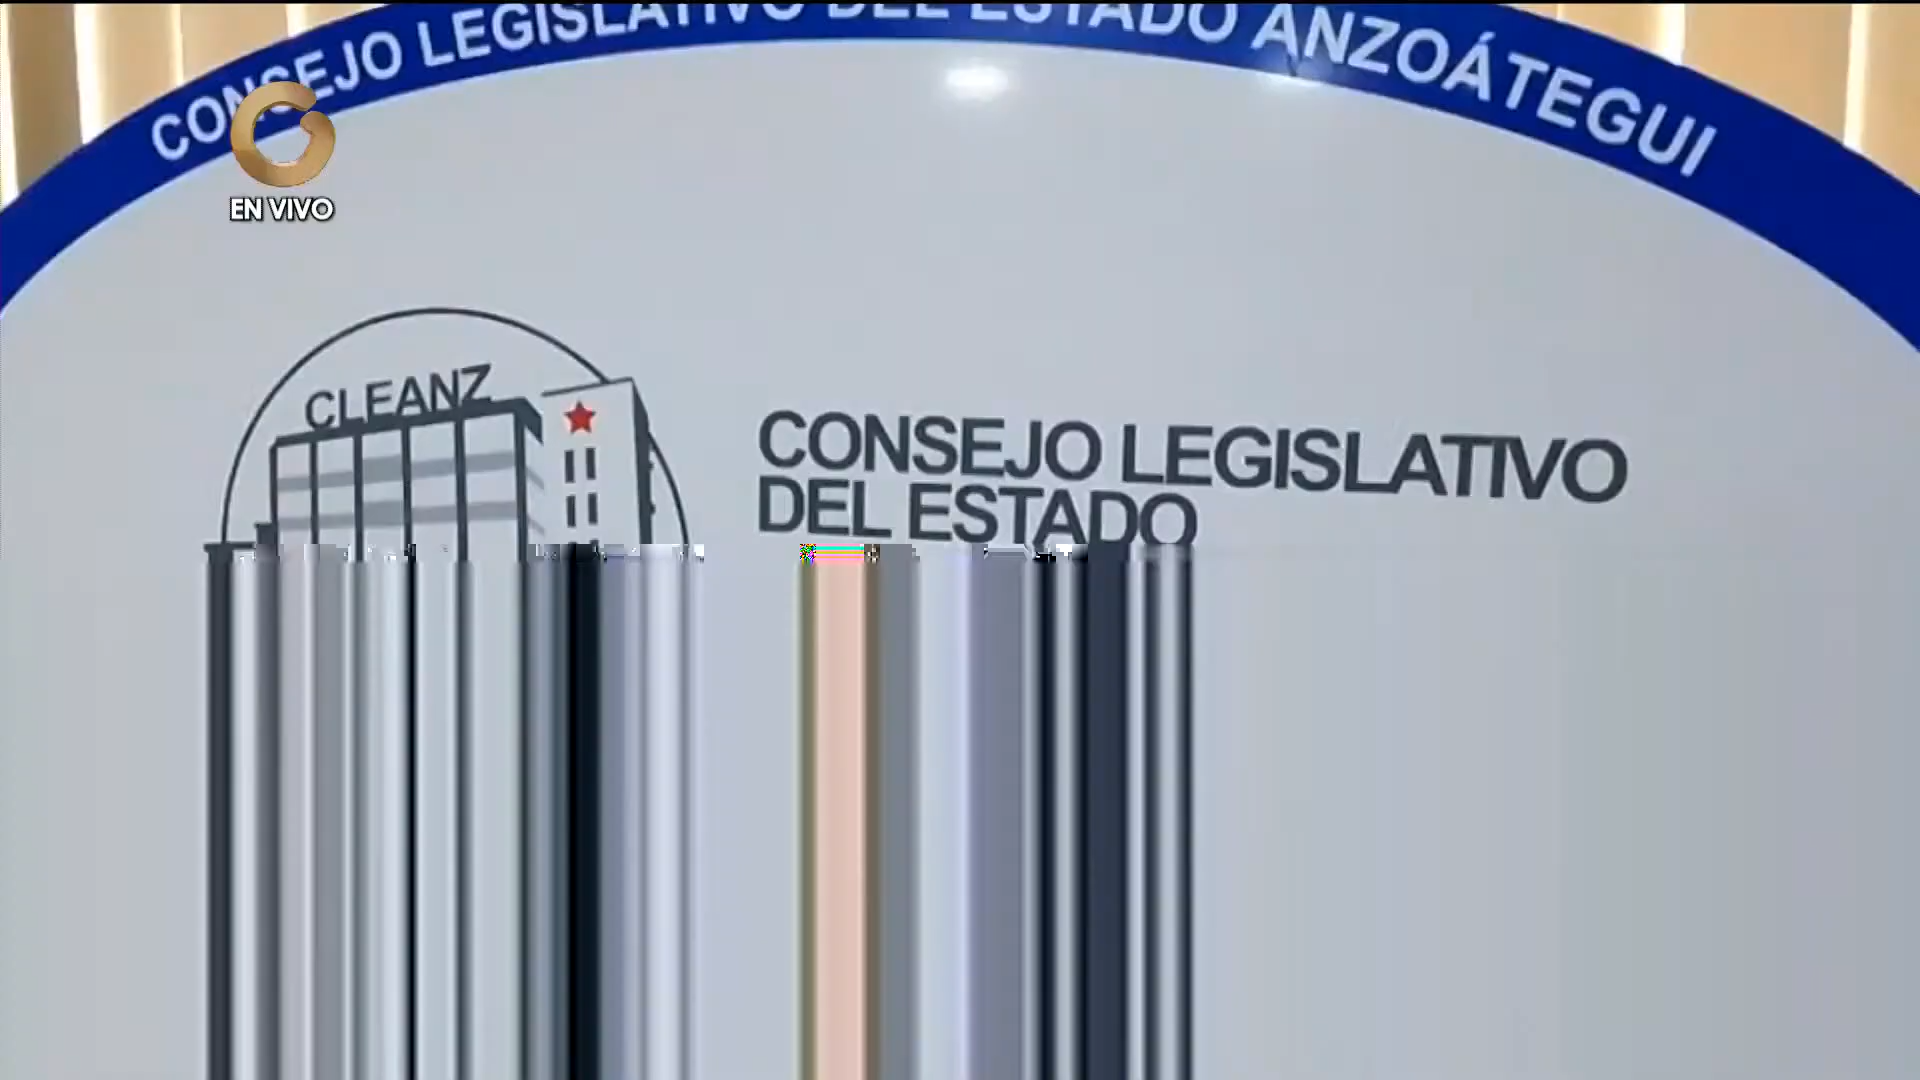 CONSEJO LEGISLATIVO DEL ESTADO ANZOÁTEGUI
EN VIVO
CLEANZ
CONSEJO LEGISLATIVO
DEL ESTADO